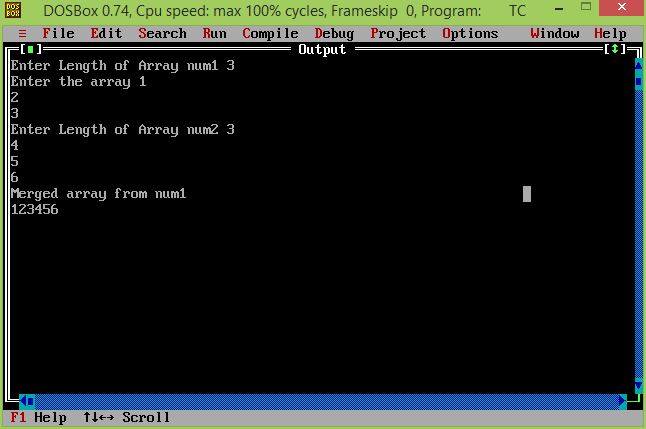 DOS
BOX
DOSBox 0.74, Cpu speed: max 100% cycles, Frameskip 0, Program: TC
≡ File Edit Search Run Compile Debug Project Options Window Help
[■] Output [↕]
Enter Length of Array num1 3
Enter the array 1
2
3
Enter Length of Array num2 3
4
5
6
Merged array from num1
123456
F1 Help ↑↓←→ Scroll